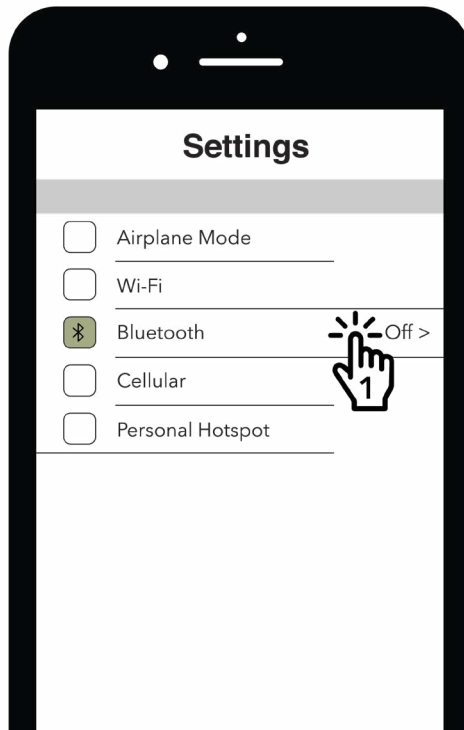 Settings
Airplane Mode
Wi-Fi
Bluetooth Off >
1
Cellular
Personal Hotspot